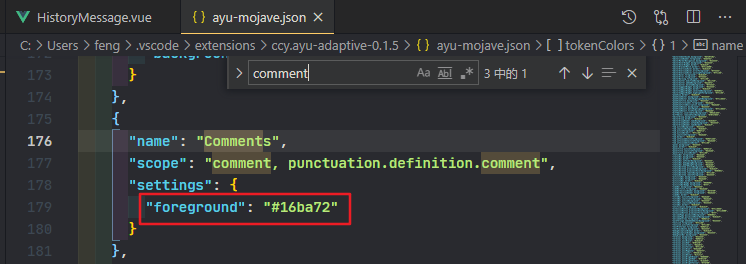 HistoryMessage.vue
ayu-mojave.json
C: > Users > feng > .vscode > extensions > ccy.ayu-adaptive-0.1.5 > {} ayu-mojave.json > [ ] tokenColors > {} 1 > abc name
comment
Aa
Abl
.*
3 中的 1
173 }
174 },
175 {
176 "name": "Comments",
177 "scope": "comment, punctuation.definition.comment",
178 "settings": {
179 "foreground": "#16ba72"
180 }
181 },